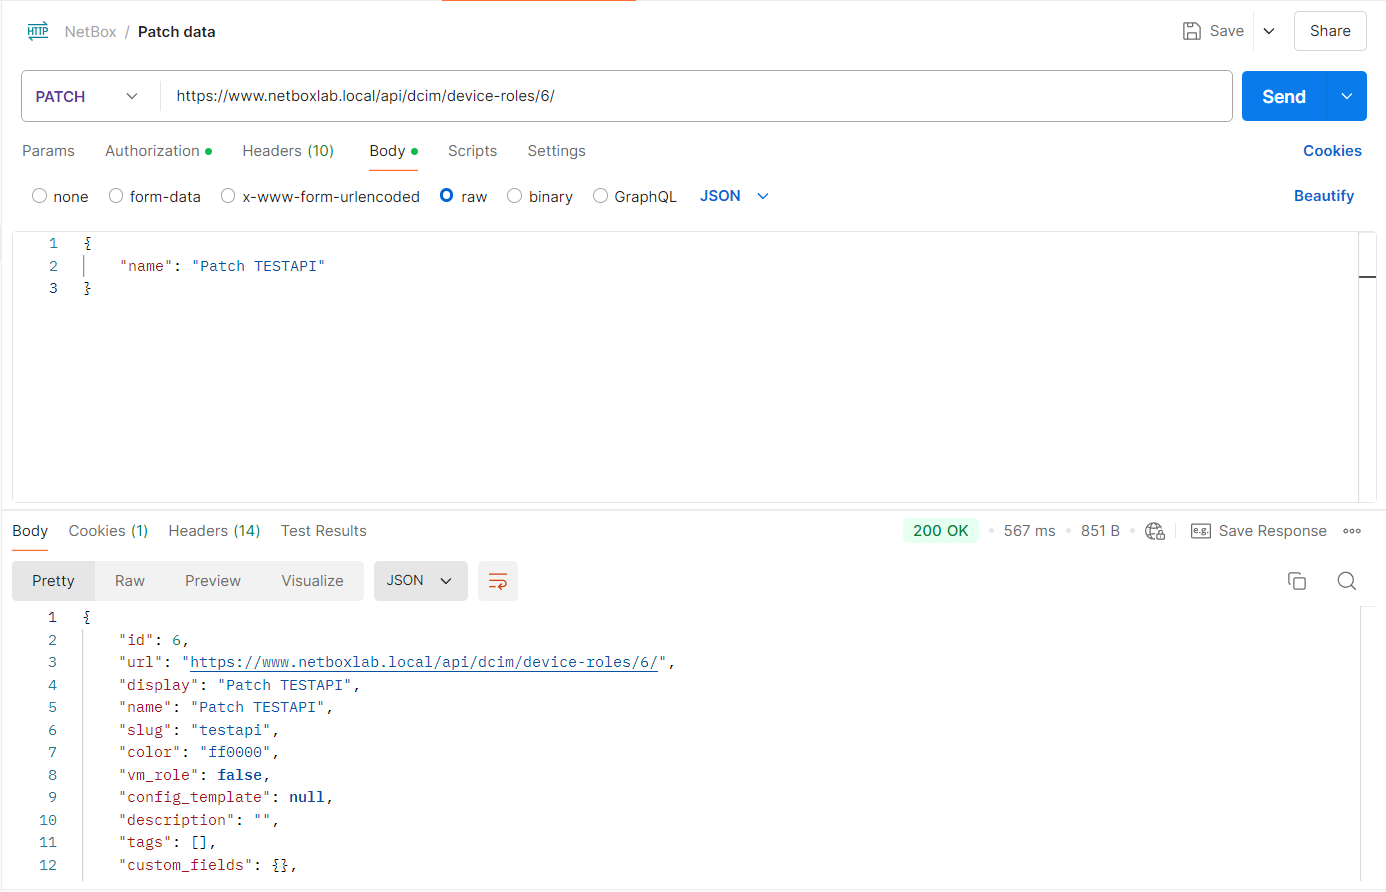 HTTP NetBox / Patch data Save Share
PATCH https://www.netboxlab.local/api/dcim/device-roles/6/ Send
Params Authorization Headers (10) Body Scripts Settings Cookies
none form-data x-www-form-urlencoded raw binary GraphQL JSON Beautify
1 {
2 "name": "Patch TESTAPI"
3 }
Body Cookies (1) Headers (14) Test Results 200 OK 567 ms 851 B e.g. Save Response
Pretty Raw Preview Visualize JSON
1 {
2 "id": 6,
3 "url": "https://www.netboxlab.local/api/dcim/device-roles/6/",
4 "display": "Patch TESTAPI",
5 "name": "Patch TESTAPI",
6 "slug": "testapi",
7 "color": "ff0000",
8 "vm_role": false,
9 "config_template": null,
10 "description": "",
11 "tags": [],
12 "custom_fields": {},